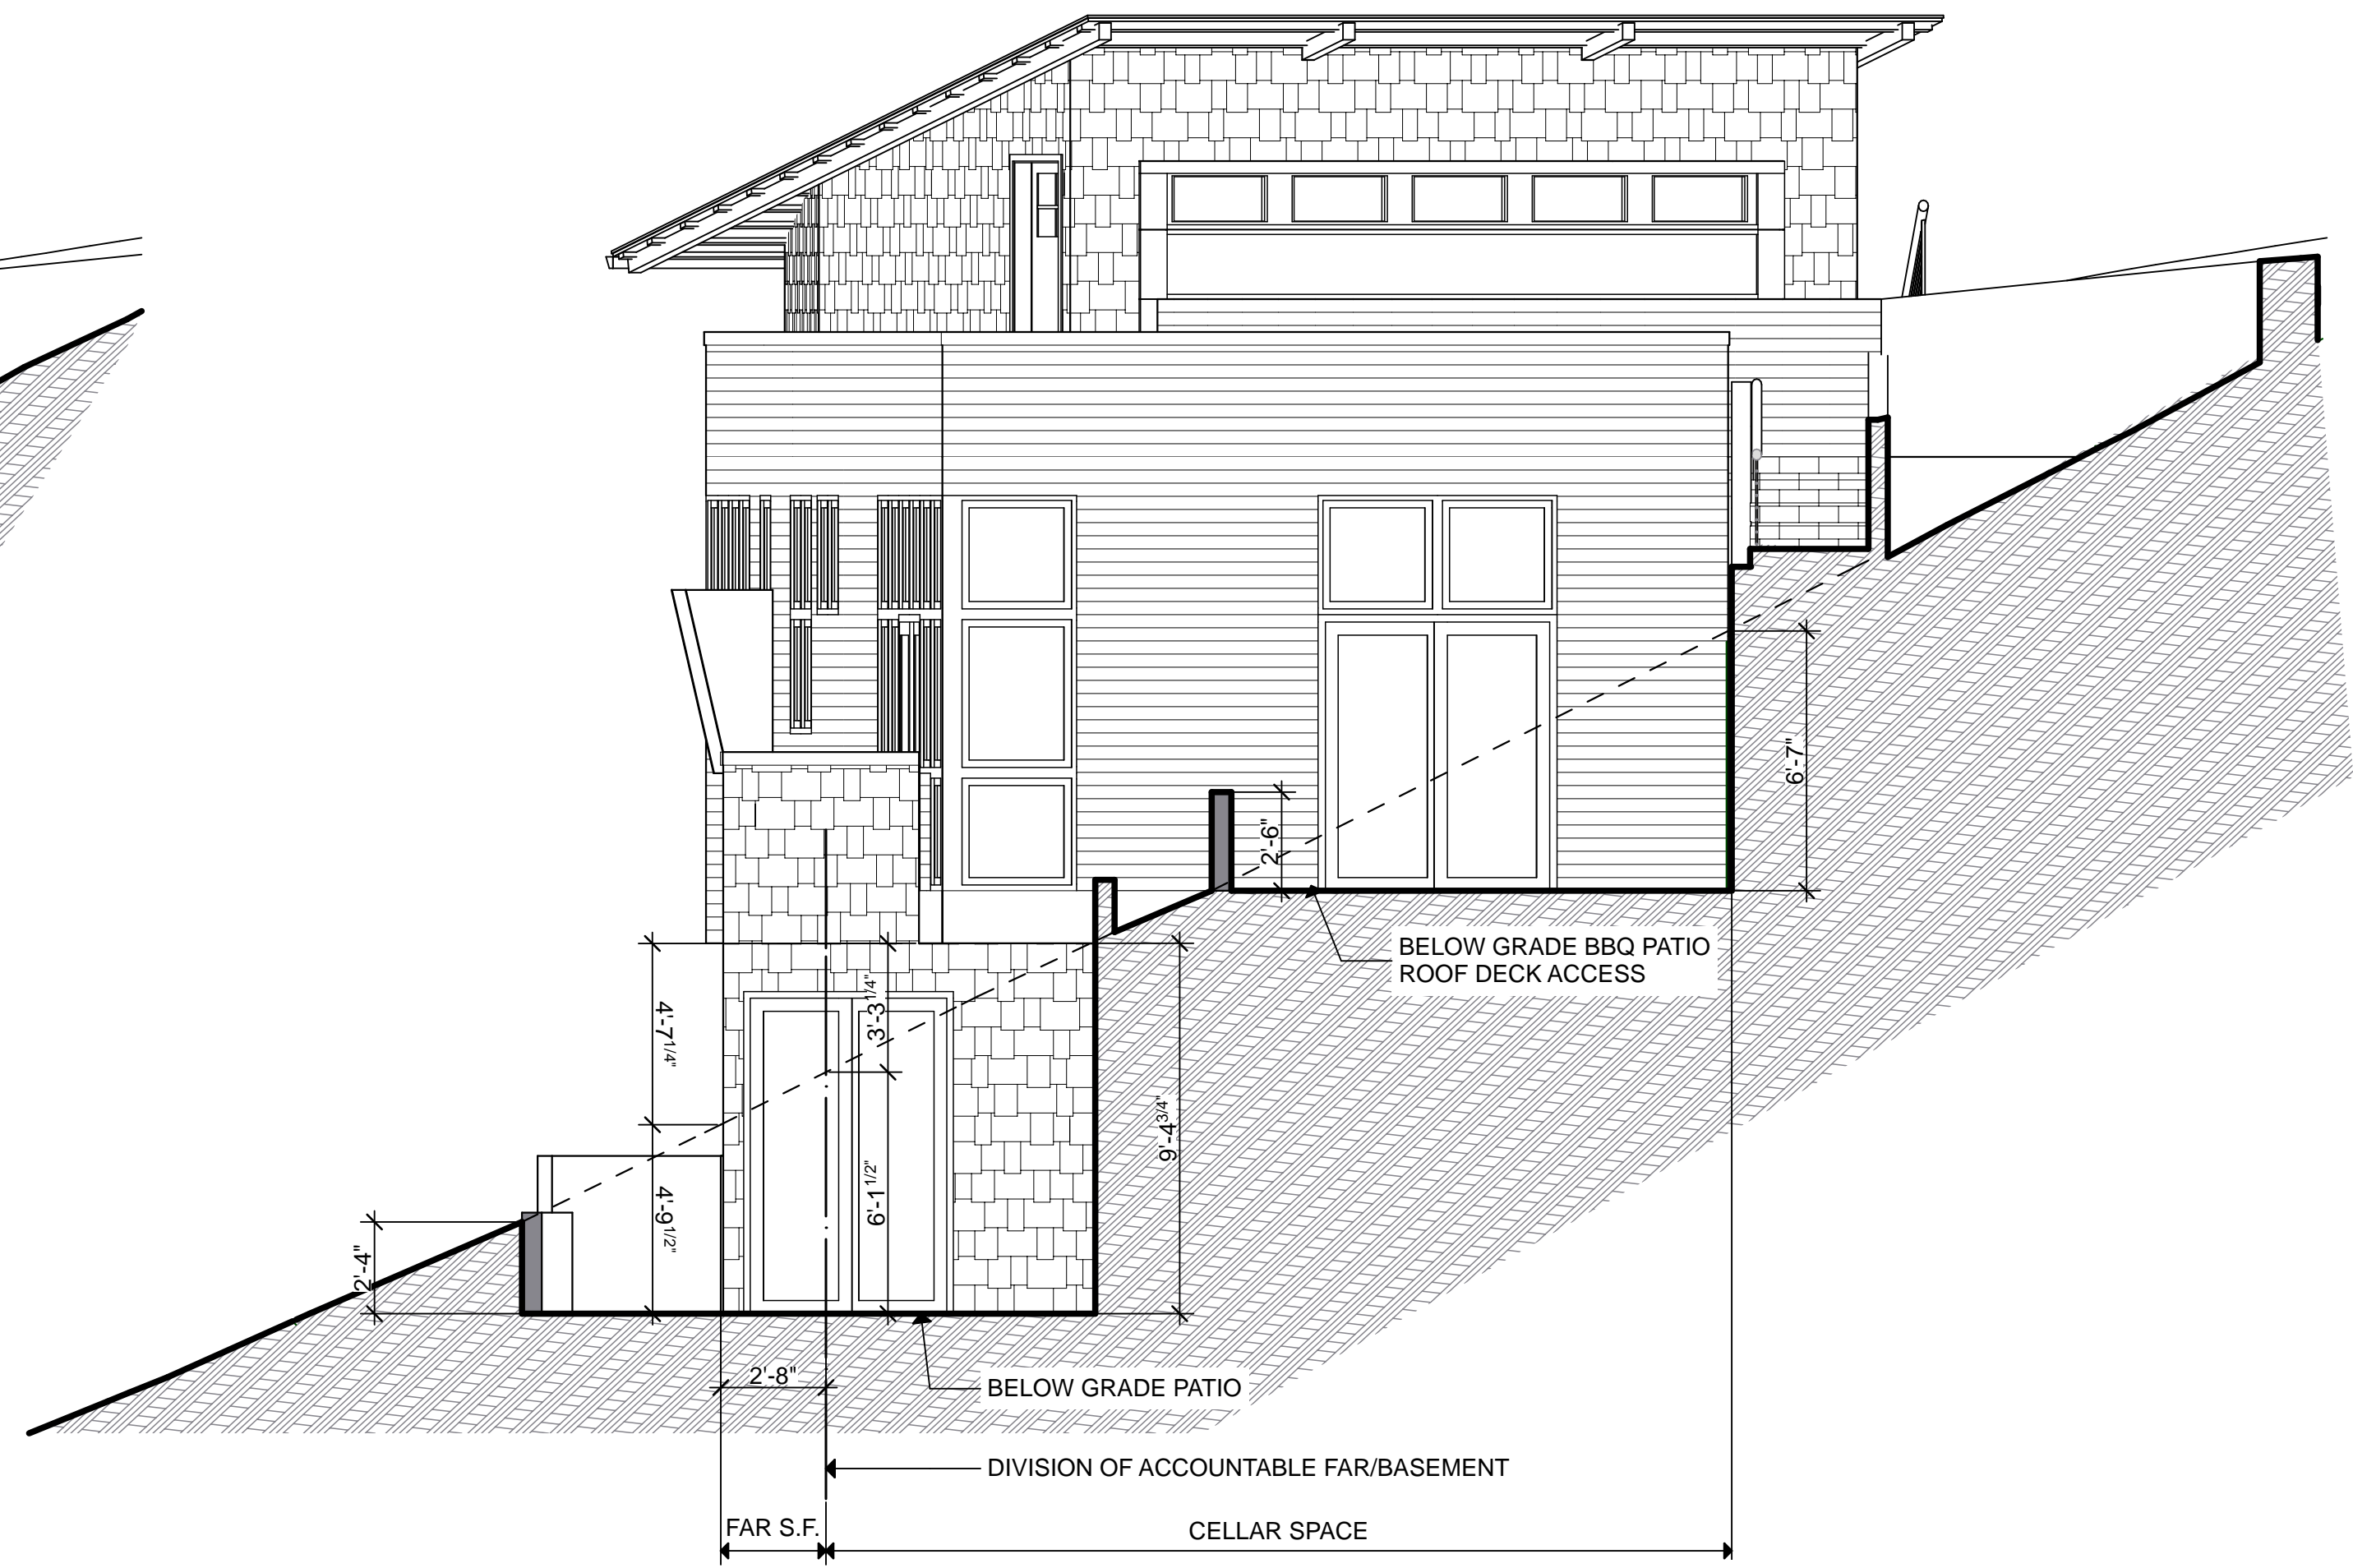 6'-7"
2'-6"
BELOW GRADE BBQ PATIO
ROOF DECK ACCESS
4'-7 1/4"
3'-3 1/4"
9'-4 3/4"
4'-9 1/2"
6'-1 1/2"
2'-4"
2'-8"
BELOW GRADE PATIO
DIVISION OF ACCOUNTABLE FAR/BASEMENT
FAR S.F.
CELLAR SPACE